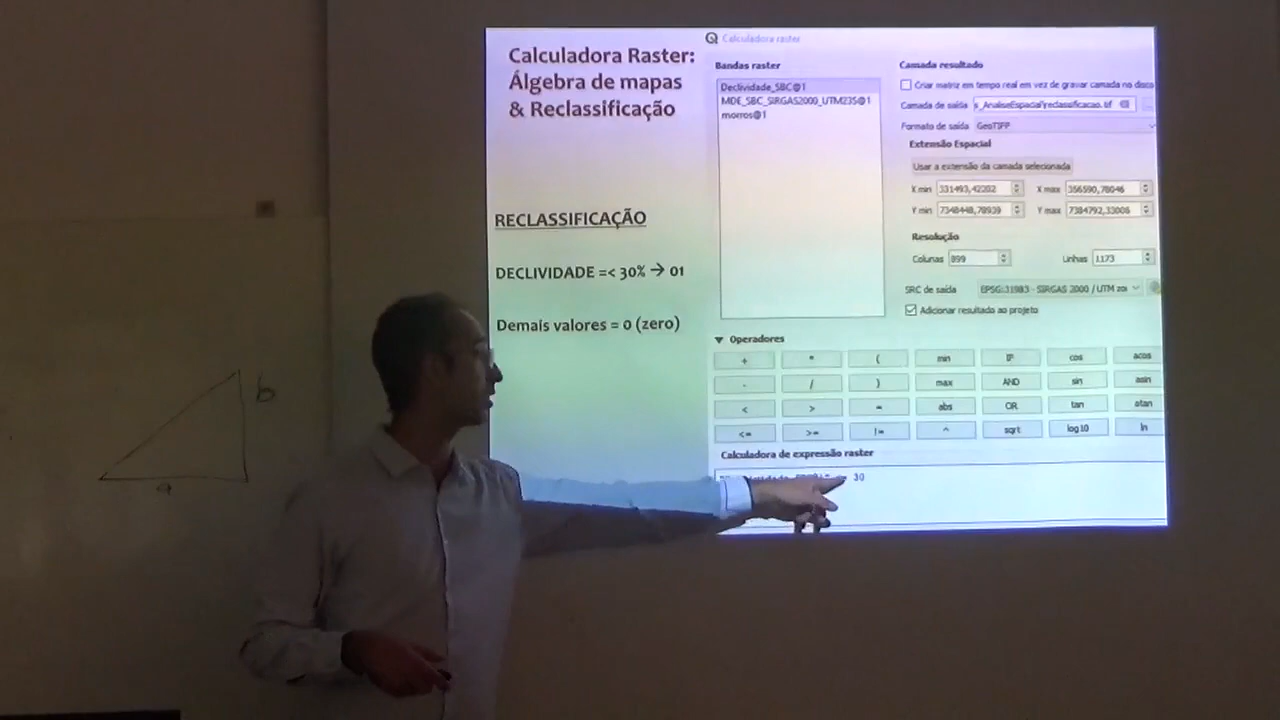 Calculadora Raster:
Álgebra de mapas
& Reclassificação
RECLASSIFICAÇÃO
DECLIVIDADE =< 30% → 01
Demais valores = 0 (zero)
Calculadora raster
Bandas raster
Declividade_SBC@1
MDE_SBC_SIRGAS2000_UTM23S@1
morros@1
Camada resultado
Criar matriz em tempo real em vez de gravar camada no disco
Camada de saída s_AnaliseEspacial\reclassificacao.tif
Formato de saída GeoTIFF
Extensão Espacial
Usar a extensão da camada selecionada
X min 331493,42202 X max 356590,78046
Y min 7348448,78939 Y max 7384792,33006
Resolução
Colunas 899 Linhas 1173
SRC de saída EPSG:31983 - SIRGAS 2000 / UTM zo
Adicionar resultado ao projeto
Operadores
+ * ( min IF cos acos
- / ) max AND sin asin
< > = abs OR tan atan
<= >= != ^ sqrt log10 ln
Calculadora de expressão raster
30
b
a